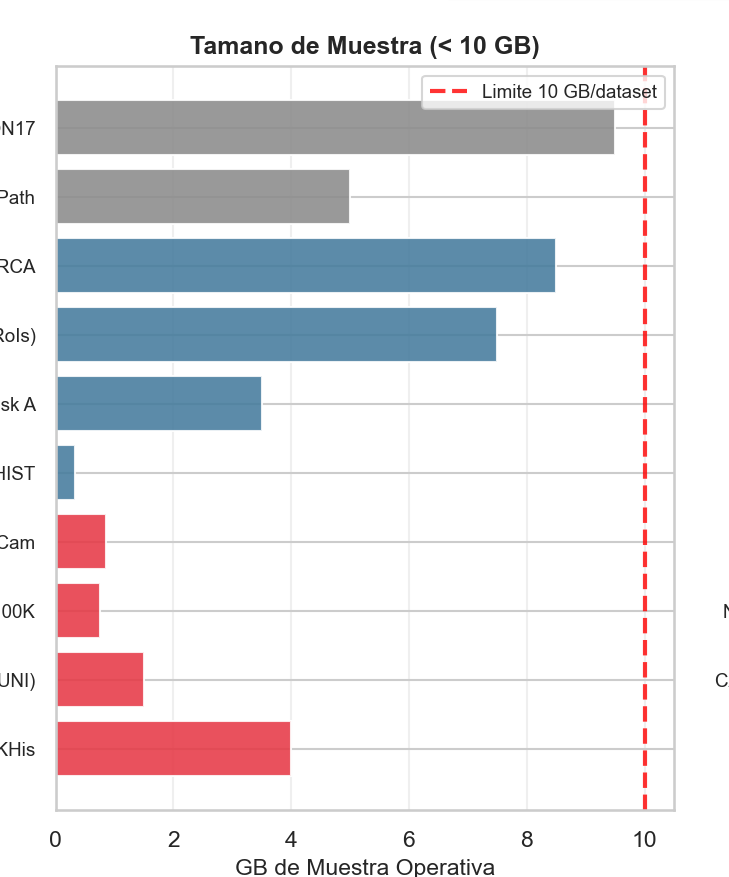 Tamano de Muestra (< 10 GB)
Limite 10 GB/dataset
N17
Path
RCA
RoIs)
sk A
HIST
Cam
00K
UNI)
KHis
0 2 4 6 8 10
GB de Muestra Operativa